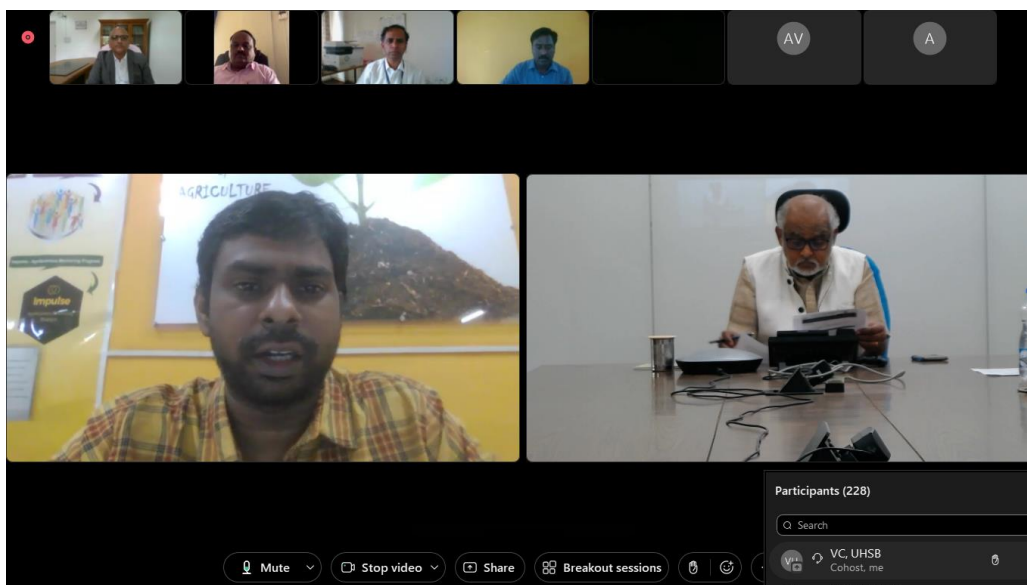 AV
A
AGRICULTURE
Impulse
Mute
Stop video
Share
Breakout sessions
Participants (228)
Search
VC, UHSB
Cohost, me